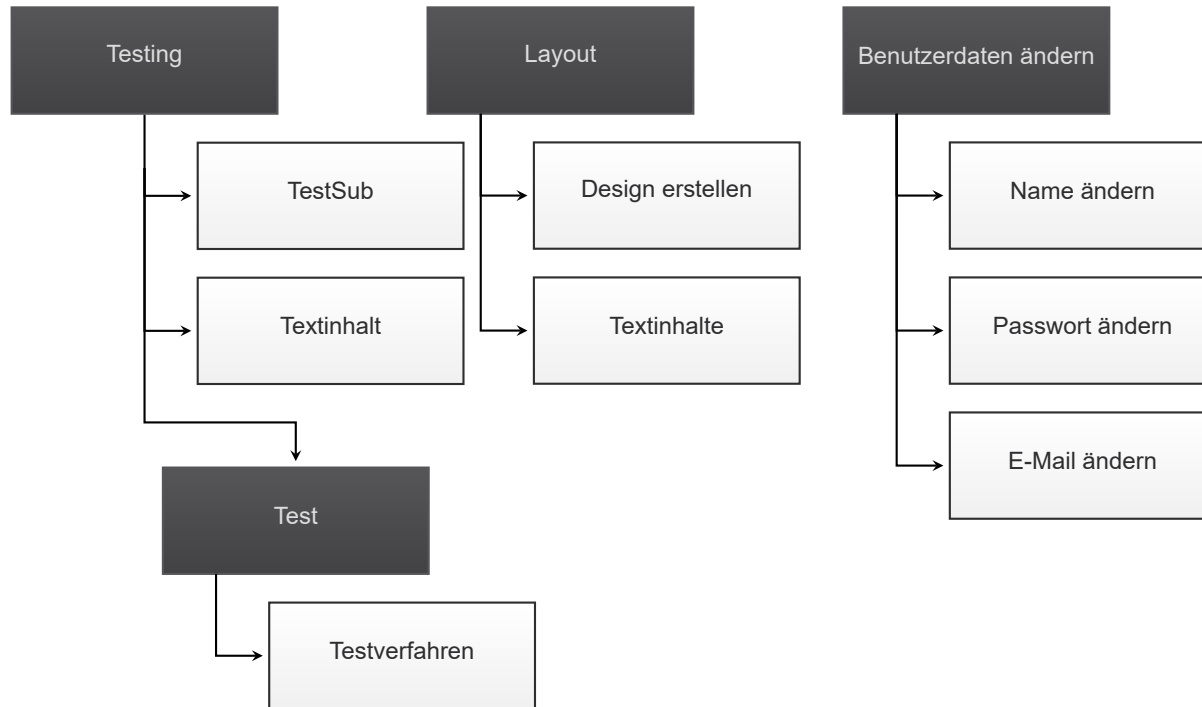 Testing
Layout
Benutzerdaten ändern
TestSub
Design erstellen
Name ändern
Textinhalt
Textinhalte
Passwort ändern
E-Mail ändern
Test
Testverfahren